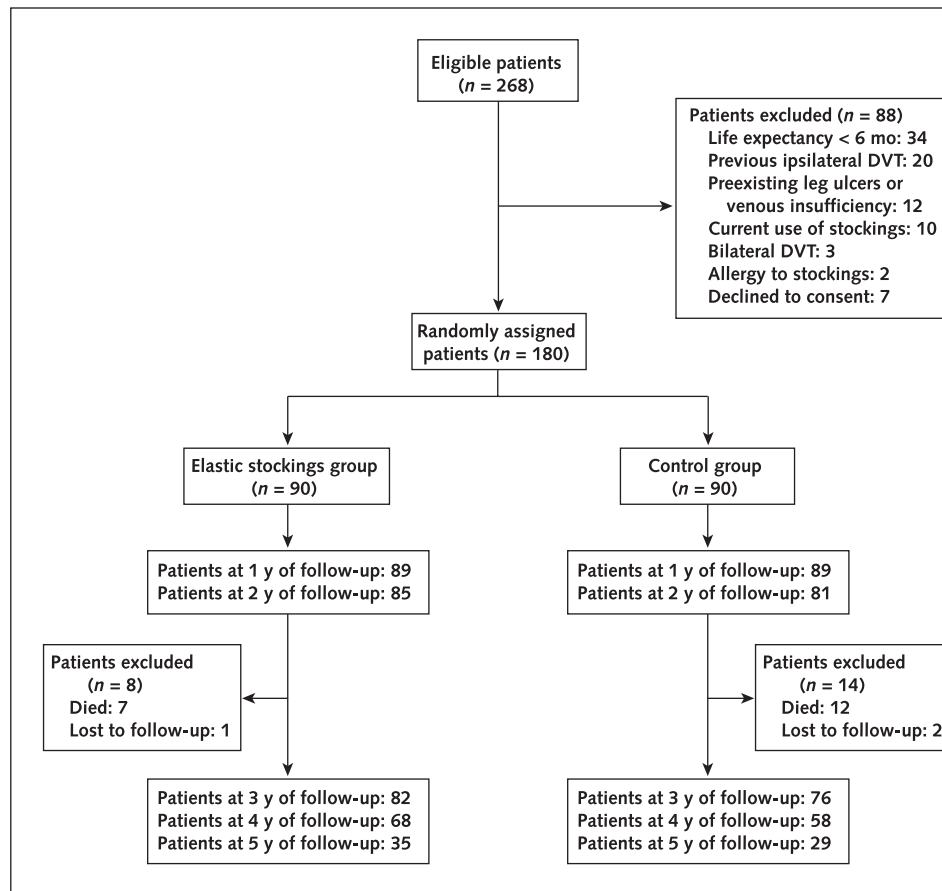 Eligible patients
(n = 268)
Patients excluded (n = 88)
Life expectancy < 6 mo: 34
Previous ipsilateral DVT: 20
Preexisting leg ulcers or
venous insufficiency: 12
Current use of stockings: 10
Bilateral DVT: 3
Allergy to stockings: 2
Declined to consent: 7
Randomly assigned
patients (n = 180)
Elastic stockings group
(n = 90)
Control group
(n = 90)
Patients at 1 y of follow-up: 89
Patients at 2 y of follow-up: 85
Patients at 1 y of follow-up: 89
Patients at 2 y of follow-up: 81
Patients excluded
(n = 8)
Died: 7
Lost to follow-up: 1
Patients excluded
(n = 14)
Died: 12
Lost to follow-up: 2
Patients at 3 y of follow-up: 82
Patients at 4 y of follow-up: 68
Patients at 5 y of follow-up: 35
Patients at 3 y of follow-up: 76
Patients at 4 y of follow-up: 58
Patients at 5 y of follow-up: 29